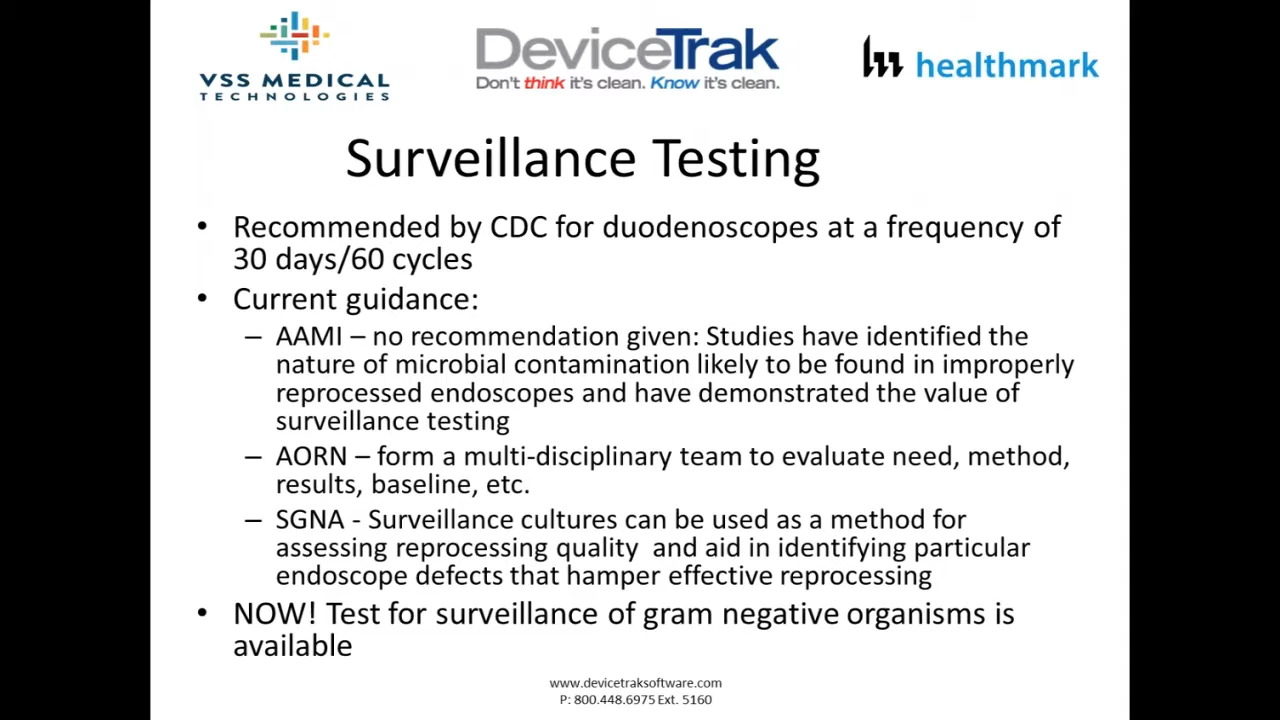 VSS MEDICAL
TECHNOLOGIES
DeviceTrak
Don't think it's clean. Know it's clean.
healthmark
Surveillance Testing
• Recommended by CDC for duodenoscopes at a frequency of
30 days/60 cycles
• Current guidance:
– AAMI – no recommendation given: Studies have identified the
nature of microbial contamination likely to be found in improperly
reprocessed endoscopes and have demonstrated the value of
surveillance testing
– AORN – form a multi-disciplinary team to evaluate need, method,
results, baseline, etc.
– SGNA - Surveillance cultures can be used as a method for
assessing reprocessing quality  and aid in identifying particular
endoscope defects that hamper effective reprocessing
• NOW! Test for surveillance of gram negative organisms is
available
www.devicetraksoftware.com
P: 800.448.6975 Ext. 5160